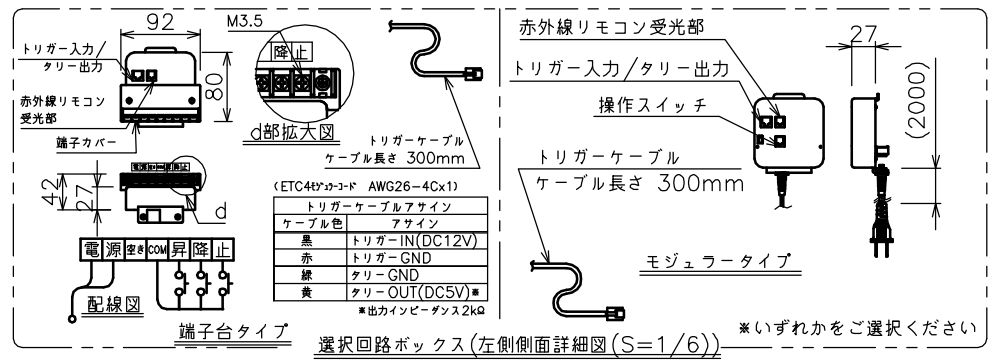 92
M3.5
トリガー入力/
タリー出力
赤外線リモコン
受光部
端子カバー
80
降 止
d部拡大図
トリガーケーブル
ケーブル長さ 300mm
42
27
電 源 空き COM 昇 降 止
d
電 源 空き COM 昇 降 止
配線図
端子台タイプ
(ETC4ﾓｼﾞｭﾗｰｺｰﾄﾞ AWG26-4Cx1)
トリガーケーブルアサイン
ケーブル色 アサイン
黒 トリガーIN(DC12V)
赤 トリガーGND
緑 タリーGND
黄 タリーOUT(DC5V)※
※出力インピーダンス2kΩ
赤外線リモコン受光部
トリガー入力/タリー出力
操作スイッチ
トリガーケーブル
ケーブル長さ 300mm
27
(2000)
モジュラータイプ
※いずれかをご選択ください
選択回路ボックス(左側側面詳細図(S=1/6))